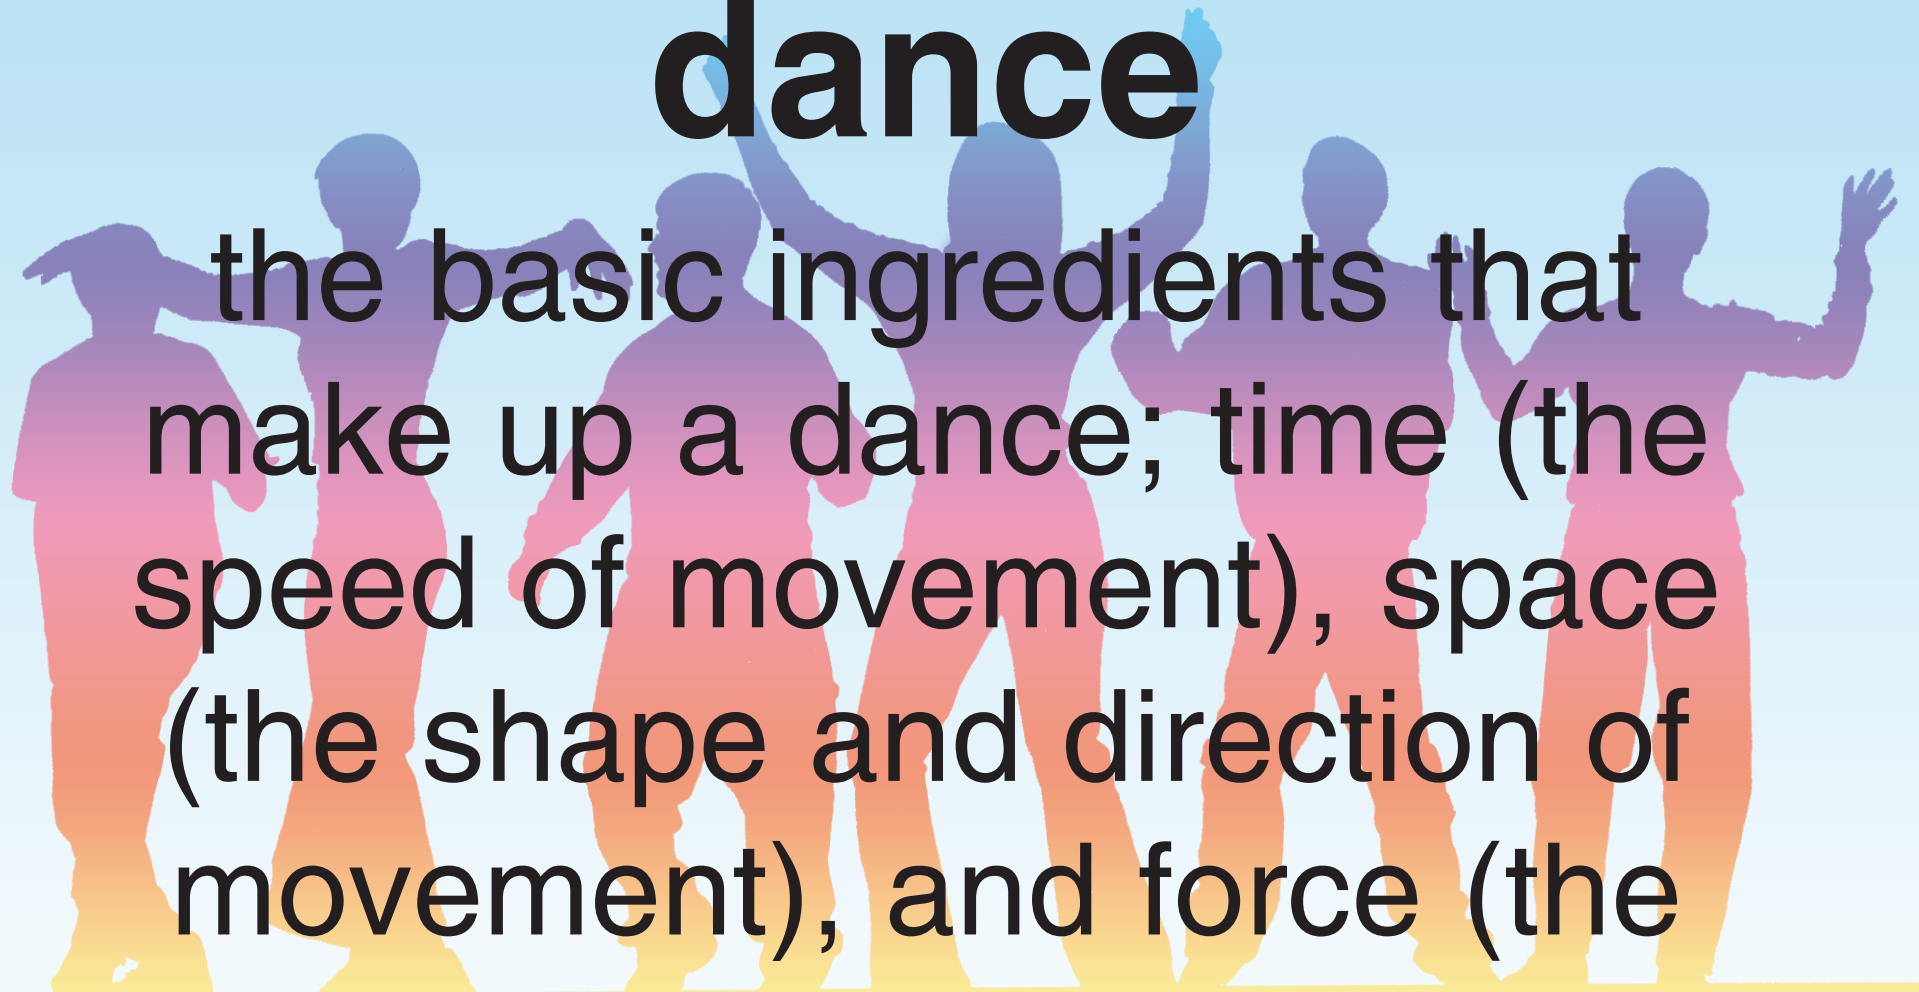 dance
the basic ingredients that
make up a dance; time (the
speed of movement), space
(the shape and direction of
movement), and force (the